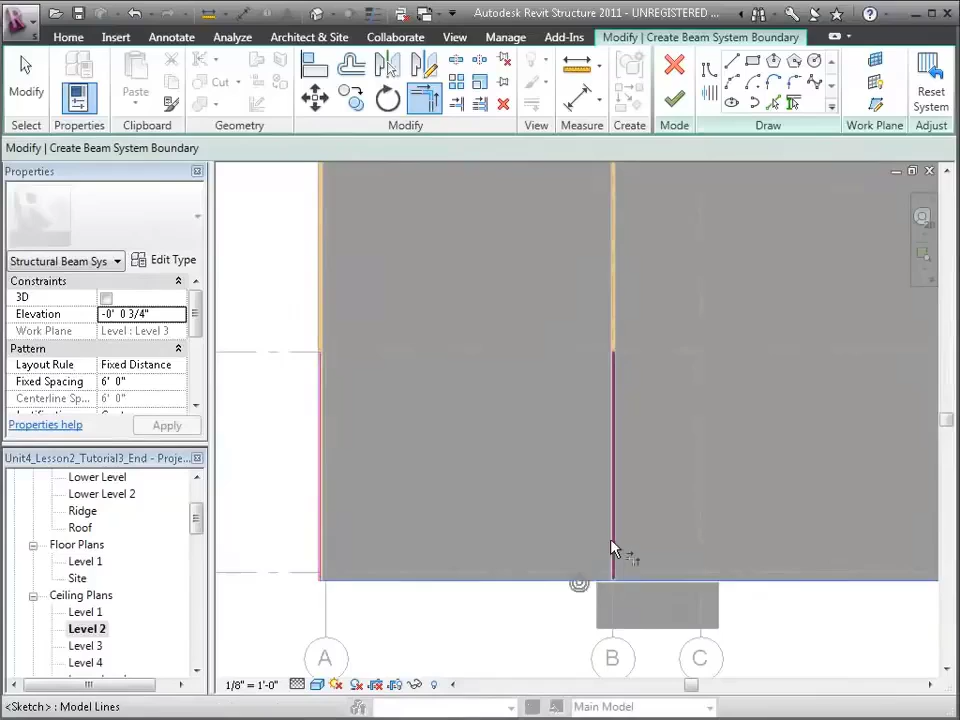 Autodesk Revit Structure 2011 - UNREGISTERED ...
Home Insert Annotate Analyze Architect & Site Collaborate View Manage Add-Ins Modify | Create Beam System Boundary
Modify
Paste
Cut
Reset System
Select Properties Clipboard Geometry Modify View Measure Create Mode Draw Work Plane Adjust
Modify | Create Beam System Boundary
Properties
Structural Beam Sys
Edit Type
Constraints
3D
Elevation -0' 0 3/4"
Work Plane Level : Level 3
Pattern
Layout Rule Fixed Distance
Fixed Spacing 6' 0"
Centerline Sp... 6' 0"
Properties help
Apply
Unit4_Lesson2_Tutorial3_End - Proje...
Lower Level
Lower Level 2
Ridge
Roof
Floor Plans
Level 1
Site
Ceiling Plans
Level 1
Level 2
Level 3
Level 4
A B C
1/8" = 1'-0"
<Sketch> : Model Lines
Main Model